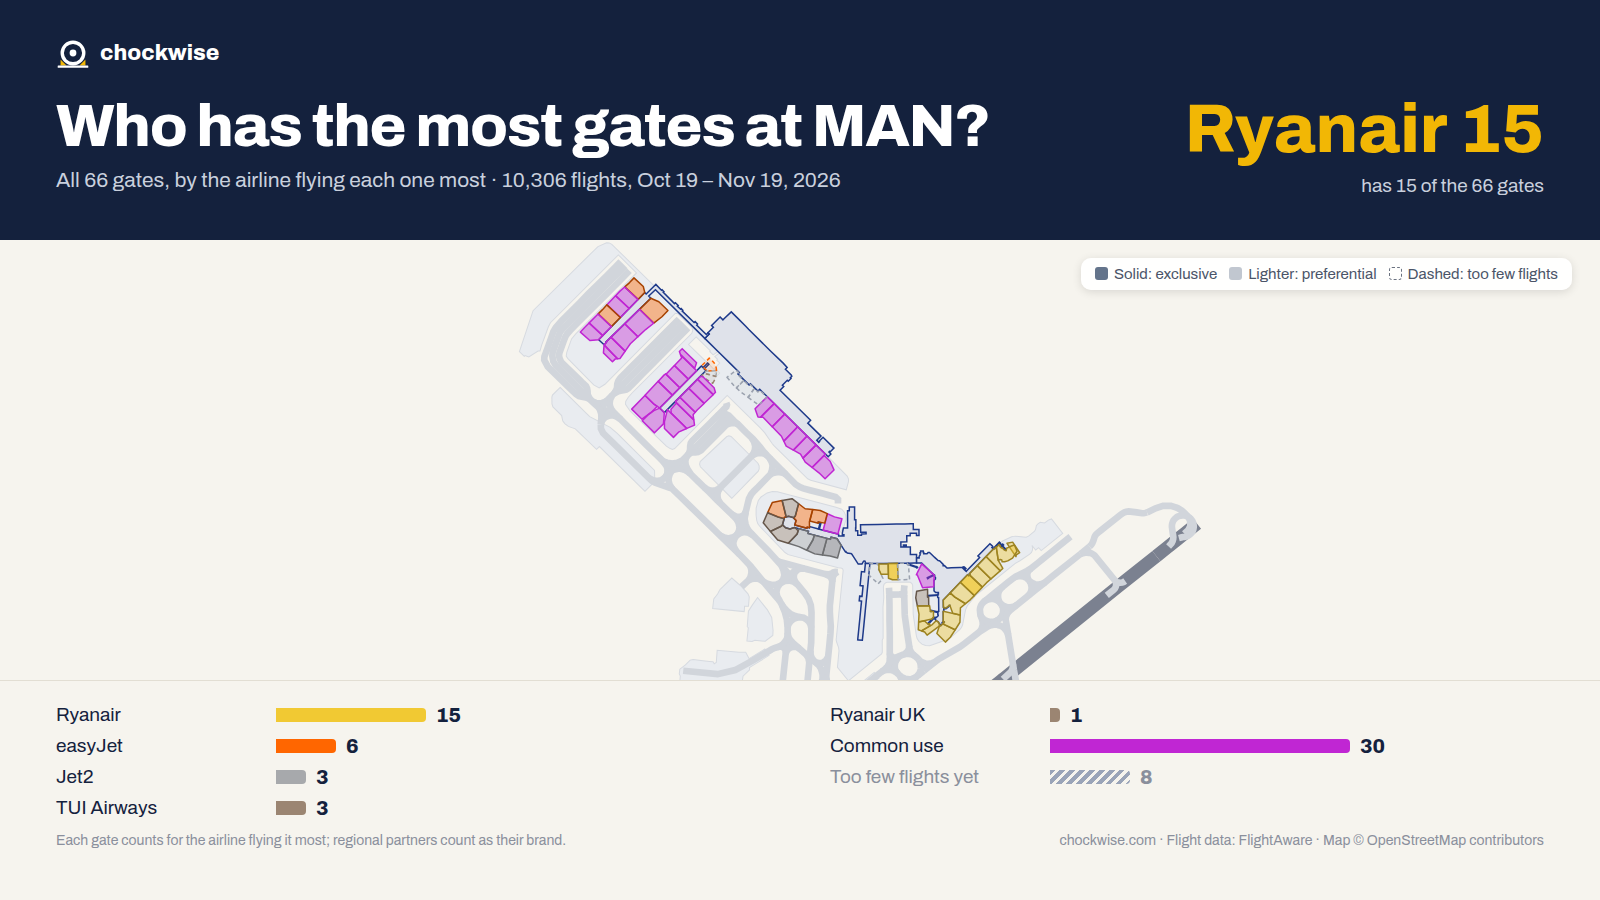 chockwise
Who has the most gates at MAN?
All 66 gates, by the airline flying each one most · 10,306 flights, Oct 19 – Nov 19, 2026
Ryanair 15
has 15 of the 66 gates
Solid: exclusive
Lighter: preferential
Dashed: too few flights
Ryanair 15
easyJet 6
Jet2 3
TUI Airways 3
Ryanair UK 1
Common use 30
Too few flights yet 8
Each gate counts for the airline flying it most; regional partners count as their brand.
chockwise.com · Flight data: FlightAware · Map © OpenStreetMap contributors